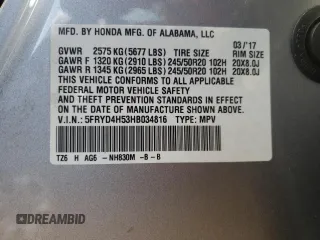 MFD. BY HONDA MFG. OF ALABAMA, LLC
03/'17
GVWR 2575 KG (5677 LBS) TIRE SIZE RIM SIZE
GAWR F 1320 KG (2910 LBS) 245/50R20 102H 20X8.0J
GAWR R 1345 KG (2965 LBS) 245/50R20 102H 20X8.0J
THIS VEHICLE CONFORMS TO ALL APPLICABLE
FEDERAL MOTOR VEHICLE SAFETY
AND THEFT PREVENTION STANDARDS IN EFFECT
ON THE DATE OF MANUFACTURE SHOWN ABOVE.
V.I.N.: 5FRYD4H53HB034816 TYPE: MPV
TZ6 H AG6 -NH830M -B -B
DREAMBID